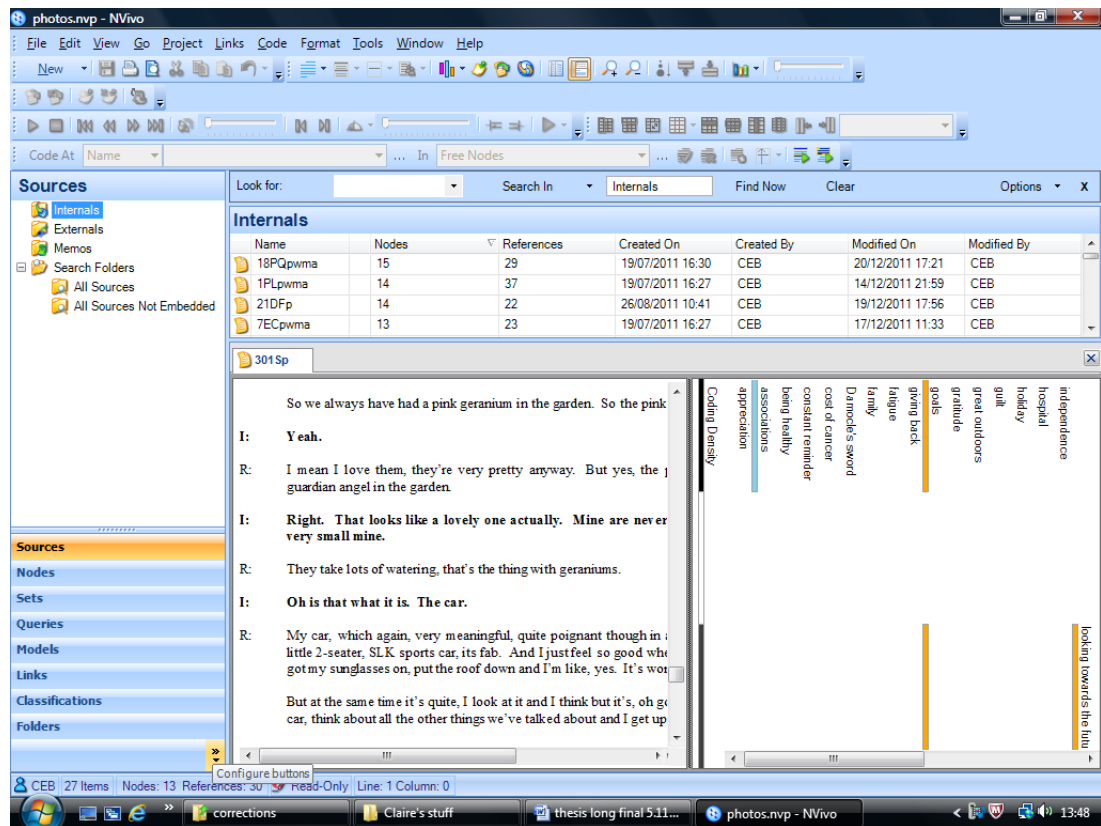 photos.nvp - NVivo
File Edit View Go Project Links Code Format Tools Window Help
New
Code At Name ... In Free Nodes ...
Sources
Internals
Externals
Memos
Search Folders
All Sources
All Sources Not Embedded
Look for: Search In Internals Find Now Clear Options X
Internals
Name Nodes References Created On Created By Modified On Modified By
18PQpwma 15 29 19/07/2011 16:30 CEB 20/12/2011 17:21 CEB
1PLpwma 14 37 19/07/2011 16:27 CEB 14/12/2011 21:59 CEB
21DFp 14 22 26/08/2011 10:41 CEB 19/12/2011 17:56 CEB
7ECpwma 13 23 19/07/2011 16:27 CEB 17/12/2011 11:33 CEB
301Sp
So we always have had a pink geranium in the garden. So the pink
I: Yeah.
R: I mean I love them, they're very pretty anyway. But yes, the
guardian angel in the garden.
I: Right. That looks like a lovely one actually. Mine are never
very small mine.
R: They take lots of watering, that's the thing with geraniums.
I: Oh is that what it is. The car.
R: My car, which again, very meaningful, quite poignant though in
little 2-seater, SLK sports car, its fab. And I just feel so good whe
got my sunglasses on, put the roof down and I'm like, yes. It's wor
But at the same time it's quite, I look at it and I think but it's, oh go
car, think about all the other things we've talked about and I get up
Coding Density
appreciation
associations
being healthy
constant reminder
cost of cancer
Damocle's sword
family
fatigue
giving back
goals
gratitude
great outdoors
guilt
holiday
hospital
independence
looking towards the futu
Sources
Nodes
Sets
Queries
Models
Links
Classifications
Folders
Configure buttons
CEB 27 Items Nodes: 13 References: 30 Read-Only Line: 1 Column: 0
corrections Claire's stuff thesis long final 5.11... photos.nvp - NVivo 13:48